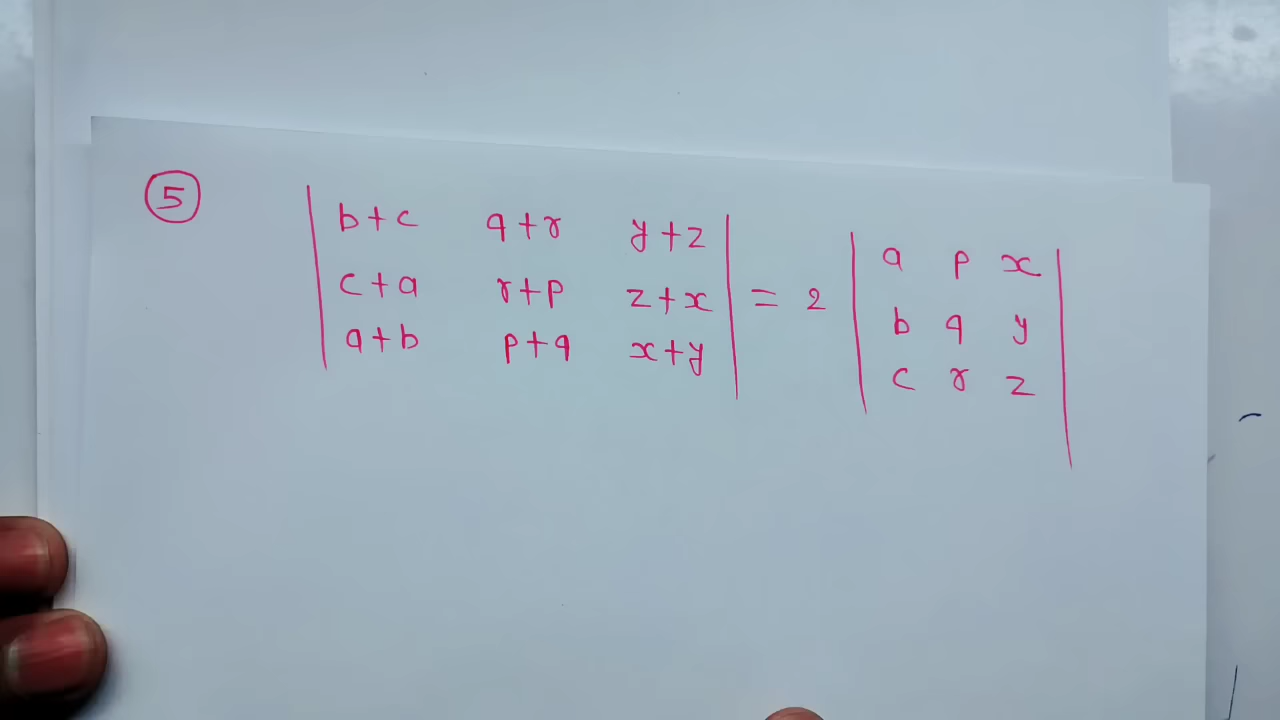 ⑤ | b+c q+r y+z |
| c+a r+p z+x | = 2 | a p x |
| a+b p+q x+y | | b q y |
| c r z |